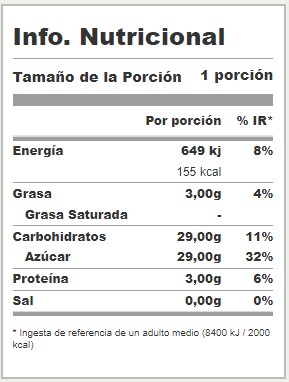 Info. Nutricional
Tamaño de la Porción 1 porción
Por porción % IR*
Energía 649 kj 8%
155 kcal
Grasa 3,00g 4%
Grasa Saturada -
Carbohidratos 29,00g 11%
Azúcar 29,00g 32%
Proteína 3,00g 6%
Sal 0,00g 0%
* Ingesta de referencia de un adulto medio (8400 kJ / 2000
kcal)